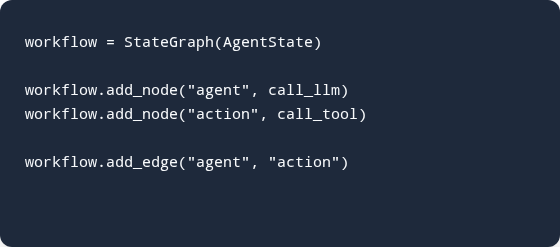 workflow = StateGraph(AgentState)
workflow.add_node("agent", call_llm)
workflow.add_node("action", call_tool)
workflow.add_edge("agent", "action")